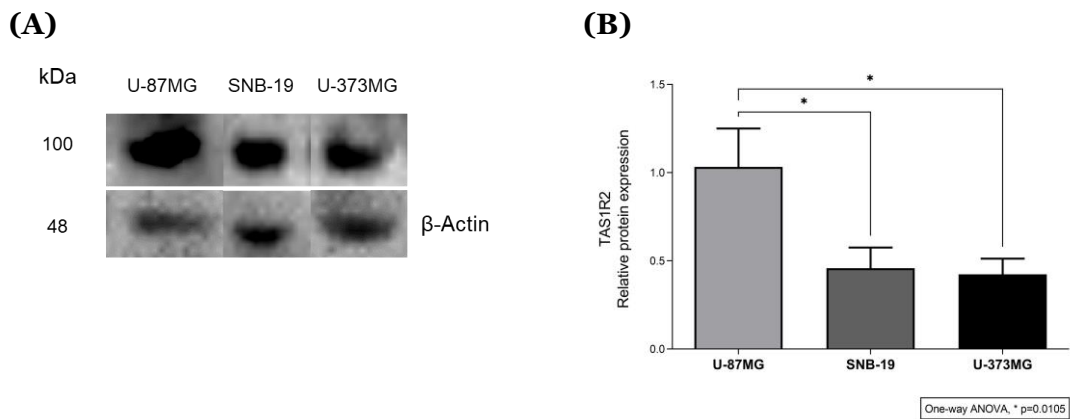 (A)
kDa
U-87MG SNB-19 U-373MG
100
48
β-Actin
(B)
TAS1R2
Relative protein expression
1.5
1.0
0.5
0.0
*
*
U-87MG SNB-19 U-373MG
One-way ANOVA, * p=0.0105